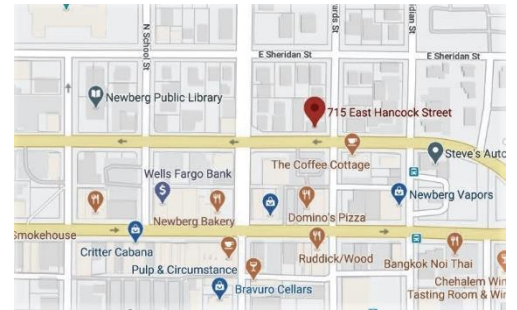 N School St
E Sheridan St
E Sheridan St
Newberg Public Library
715 East Hancock Street
The Coffee Cottage
Steve's Auto
Wells Fargo Bank
$
Newberg Bakery
Domino's Pizza
Newberg Vapors
Smokehouse
Critter Cabana
Pulp & Circumstance
Ruddick/Wood
Bangkok Noi Thai
Bravuro Cellars
Chehalem Win
Tasting Room & Win